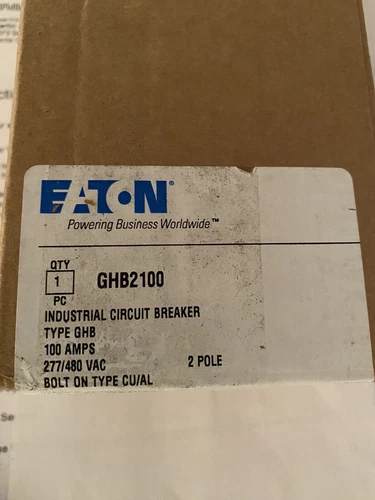 EATON®
Powering Business Worldwide™
QTY
1
PC
GHB2100
INDUSTRIAL CIRCUIT BREAKER
TYPE GHB
100 AMPS
277/480 VAC 2 POLE
BOLT ON TYPE CU/AL